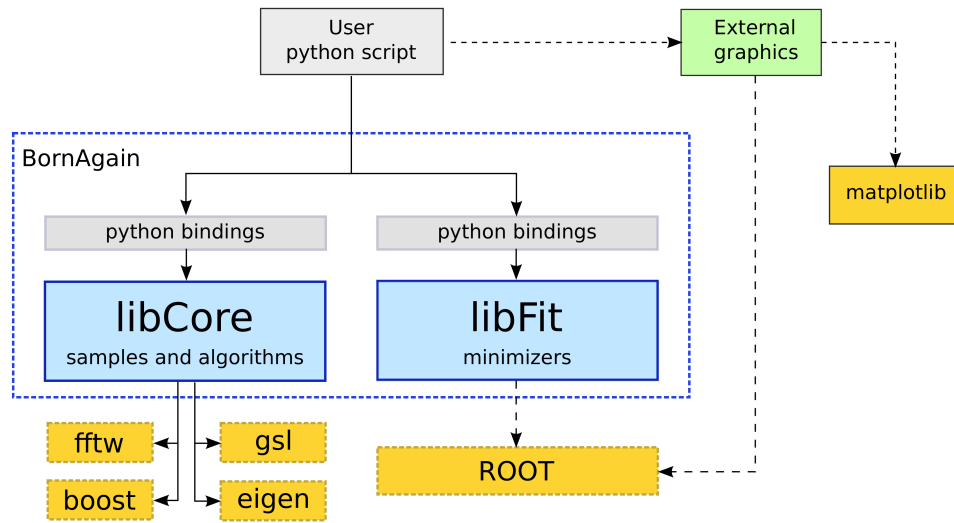 User
python script
External
graphics
BornAgain
matplotlib
python bindings
python bindings
libCore
samples and algorithms
libFit
minimizers
fftw
gsl
ROOT
boost
eigen